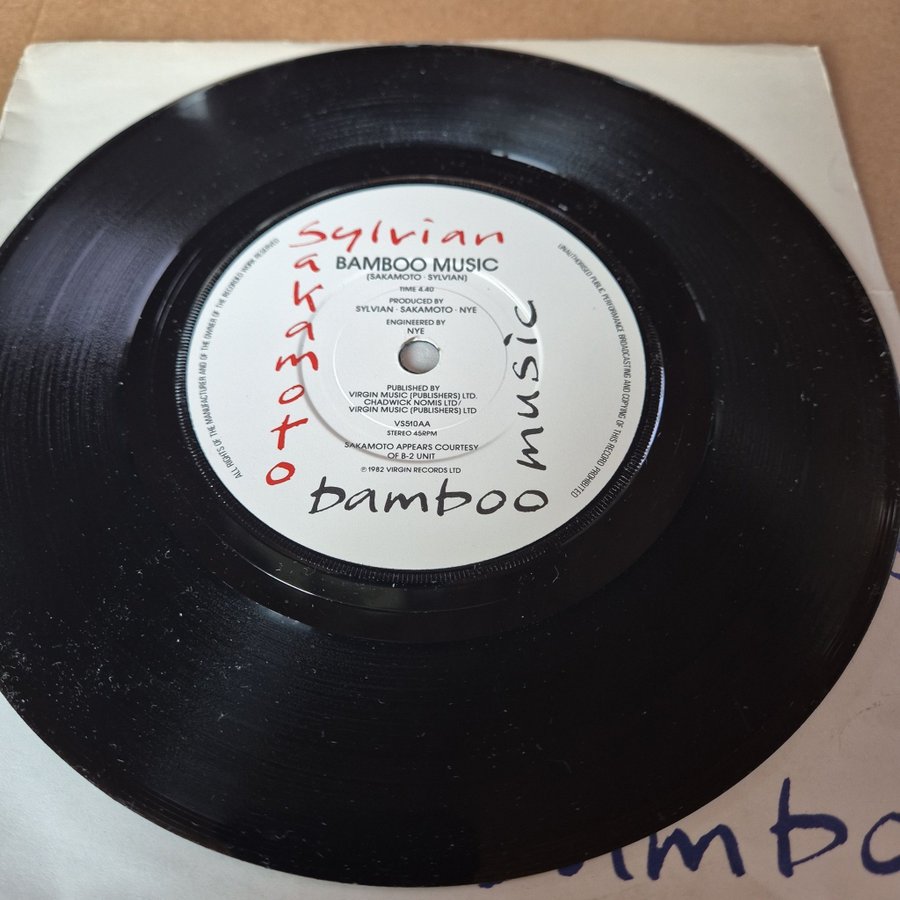 sylvian
sakamoto
BAMBOO MUSIC
(SAKAMOTO · SYLVIAN)
TIME 4.40
PRODUCED BY
SYLVIAN · SAKAMOTO · NYE
ENGINEERED BY
NYE
PUBLISHED BY
VIRGIN MUSIC (PUBLISHERS) LTD.
CHADWICK NOMIS LTD/
VIRGIN MUSIC (PUBLISHERS) LTD
VS510AA
STEREO 45RPM
SAKAMOTO APPEARS COURTESY
OF B-2 UNIT
℗ 1982 VIRGIN RECORDS LTD
bamboo
music
ALL RIGHTS OF THE MANUFACTURER AND OF THE OWNER OF THE RECORDED WORK RESERVED
UNAUTHORISED PUBLIC PERFORMANCE BROADCASTING AND COPYING OF THIS RECORD PROHIBITED